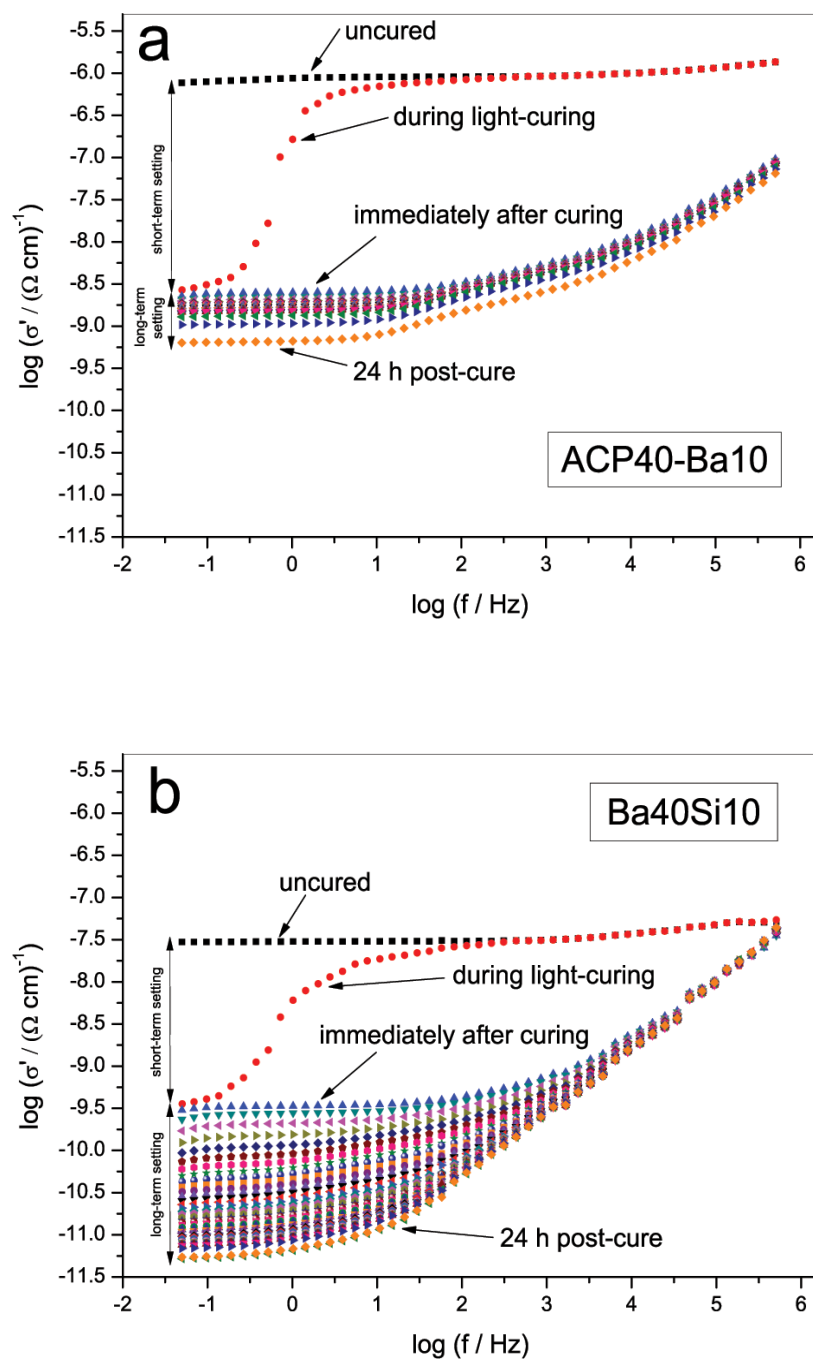 a
-5.5
-6.0
-6.5
-7.0
-7.5
-8.0
-8.5
-9.0
-9.5
-10.0
-10.5
-11.0
-11.5
log (σ' / (Ω cm)⁻¹
uncured
during light-curing
immediately after curing
24 h post-cure
short-term setting
long-term
setting
ACP40-Ba10
-2 -1 0 1 2 3 4 5 6
log (f / Hz)
b
-5.5
-6.0
-6.5
-7.0
-7.5
-8.0
-8.5
-9.0
-9.5
-10.0
-10.5
-11.0
-11.5
log (σ' / (Ω cm)⁻¹
Ba40Si10
uncured
during light-curing
immediately after curing
24 h post-cure
short-term setting
long-term setting
-2 -1 0 1 2 3 4 5 6
log (f / Hz)